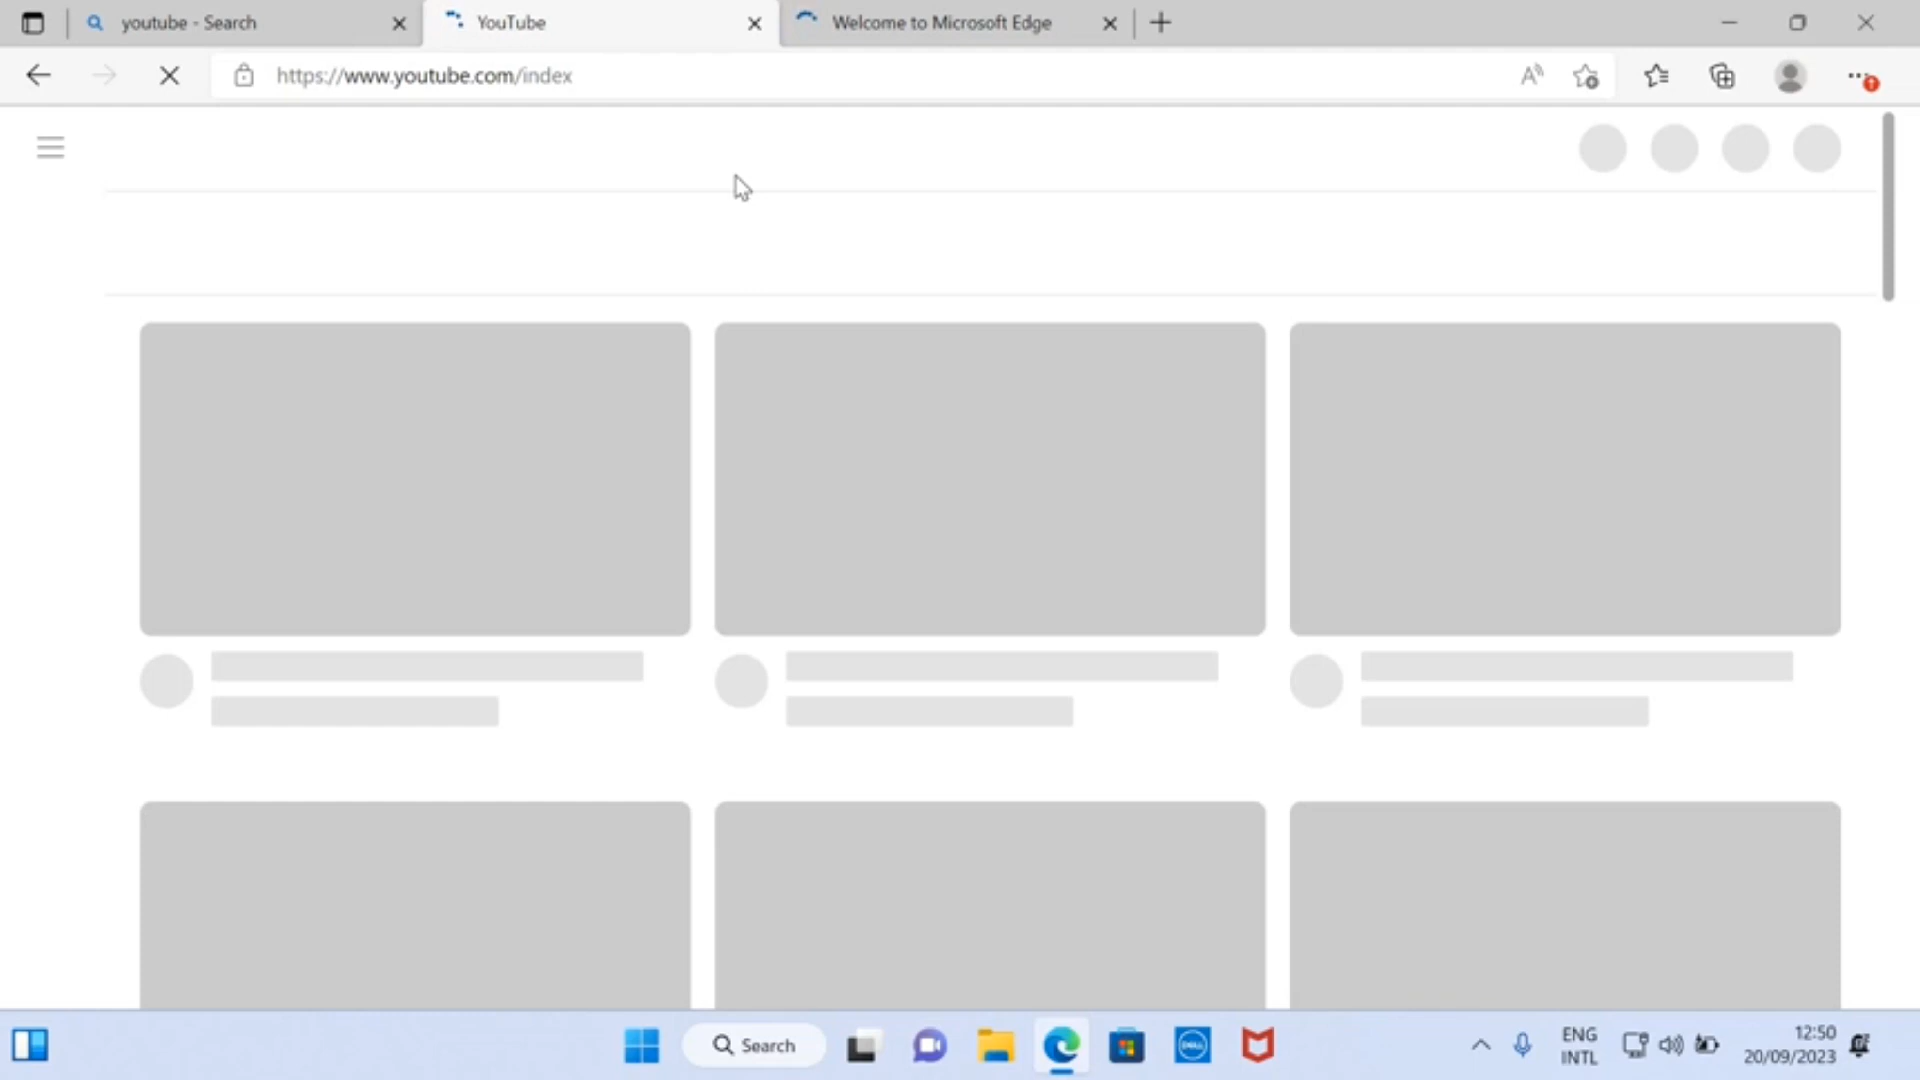 youtube - Search
YouTube
Welcome to Microsoft Edge
https://www.youtube.com/index
Search
DELL
ENG
INTL
12:50
20/09/2023